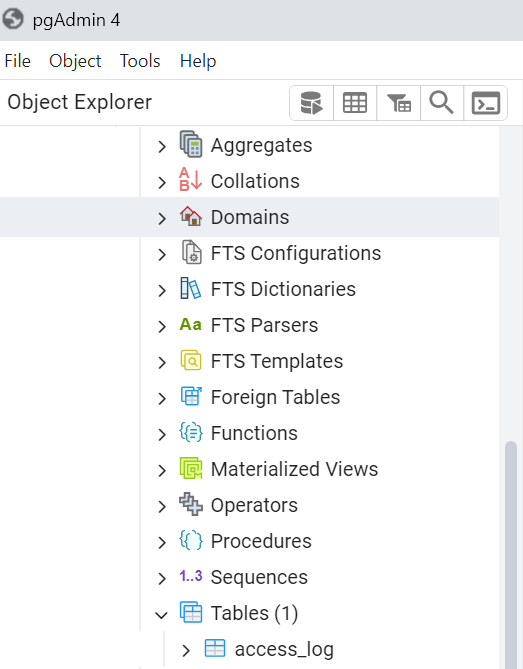 pgAdmin 4
File Object Tools Help
Object Explorer
Aggregates
AB Collations
Domains
FTS Configurations
FTS Dictionaries
Aa FTS Parsers
FTS Templates
Foreign Tables
Functions
Materialized Views
Operators
Procedures
1..3 Sequences
Tables (1)
access_log